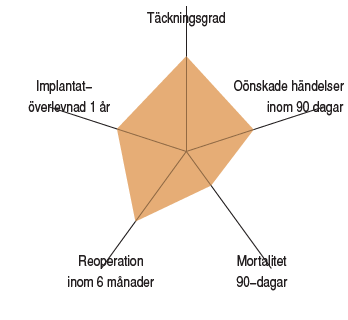 Täckningsgrad
Implantat–
överlevnad 1 år
Oönskade händelser
inom 90 dagar
Reoperation
inom 6 månader
Mortalitet
90–dagar